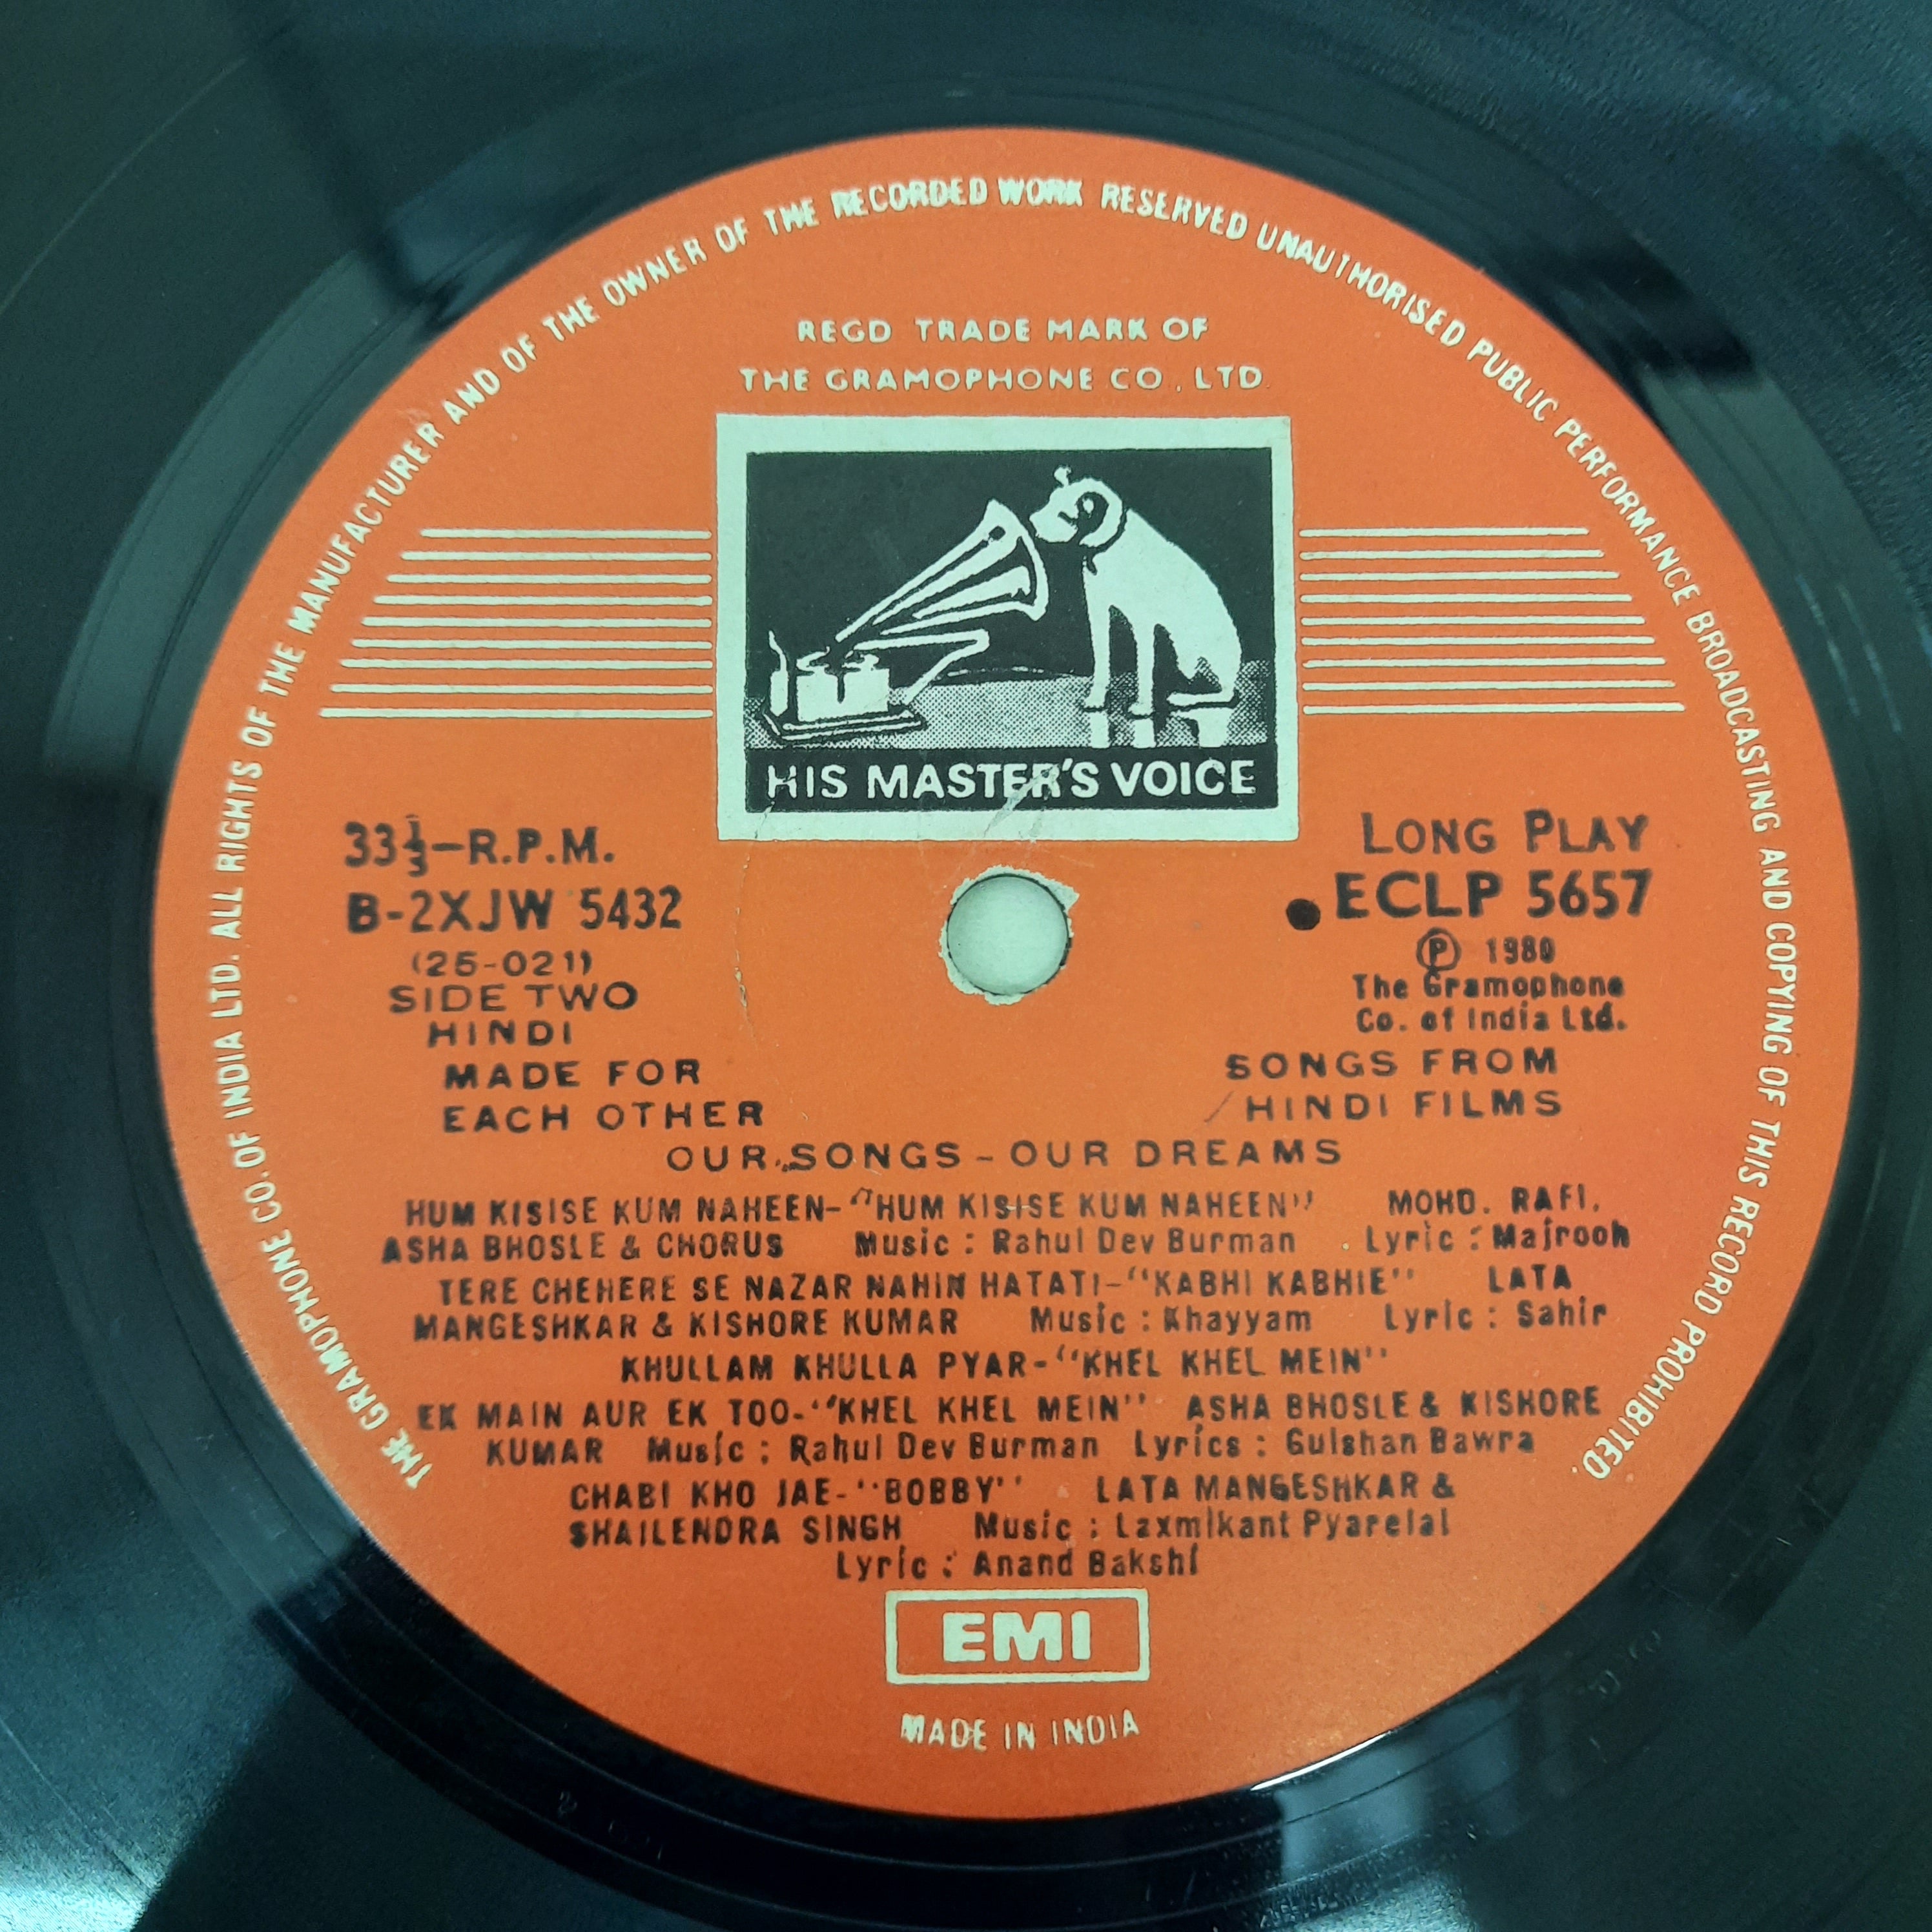 THE GRAMOPHONE CO. OF INDIA LTD. ALL RIGHTS OF THE MANUFACTURER AND OF THE OWNER OF THE RECORDED WORK RESERVED UNAUTHORISED PUBLIC PERFORMANCE BROADCASTING AND COPYING OF THIS RECORD PROHIBITED.
REGD TRADE MARK OF
THE GRAMOPHONE CO. LTD.
HIS MASTER'S VOICE
33⅓-R.P.M.
B-2XJW 5432
(25-021)
SIDE TWO
HINDI
MADE FOR
EACH OTHER
LONG PLAY
ECLP 5657
Ⓟ 1980
The Gramophone
Co. of India Ltd.
SONGS FROM
HINDI FILMS
OUR SONGS - OUR DREAMS
HUM KISISE KUM NAHEEN-"HUM KISISE KUM NAHEEN" MOHD. RAFI,
ASHA BHOSLE & CHORUS Music : Rahul Dev Burman Lyric : Majrooh
TERE CHEHERE SE NAZAR NAHIN HATATI-"KABHI KABHIE" LATA
MANGESHKAR & KISHORE KUMAR Music : Khayyam Lyric : Sahir
KHULLAM KHULLA PYAR-"KHEL KHEL MEIN"
EK MAIN AUR EK TOO-"KHEL KHEL MEIN" ASHA BHOSLE & KISHORE
KUMAR Music : Rahul Dev Burman Lyrics : Gulshan Bawra
CHABI KHO JAE-"BOBBY" LATA MANGESHKAR &
SHAILENDRA SINGH Music : Laxmikant Pyarelal
Lyric : Anand Bakshi
EMI
MADE IN INDIA